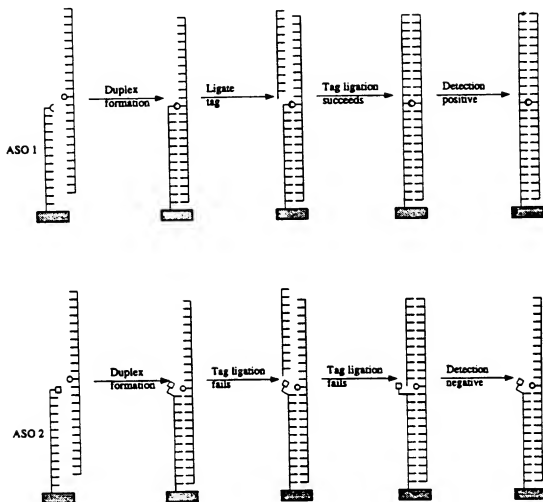 Duplex
formation
Ligate
tag
Tag ligation
succeeds
Detection
positive
ASO 1
Duplex
formation
Tag ligation
fails
Tag ligation
fails
Detection
negative
ASO 2